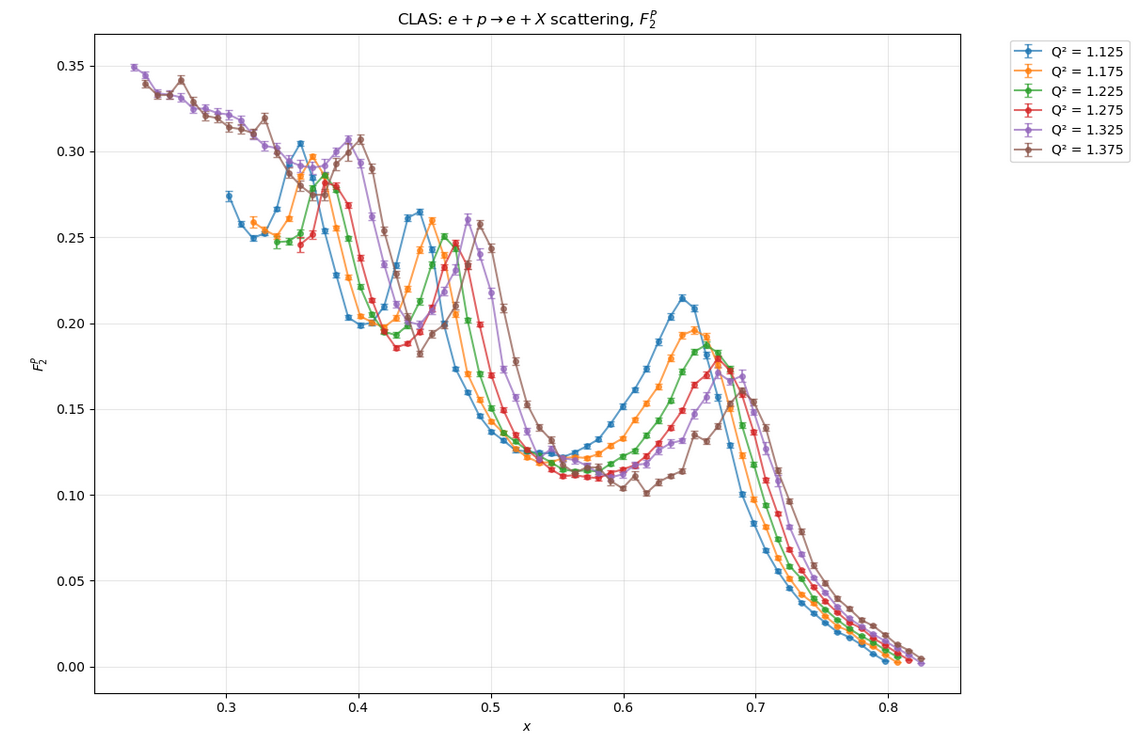 CLAS: e + p → e + X scattering, F₂ᵖ
Q² = 1.125
Q² = 1.175
Q² = 1.225
Q² = 1.275
Q² = 1.325
Q² = 1.375
F₂ᵖ
0.35
0.30
0.25
0.20
0.15
0.10
0.05
0.00
0.3 0.4 0.5 0.6 0.7 0.8
x